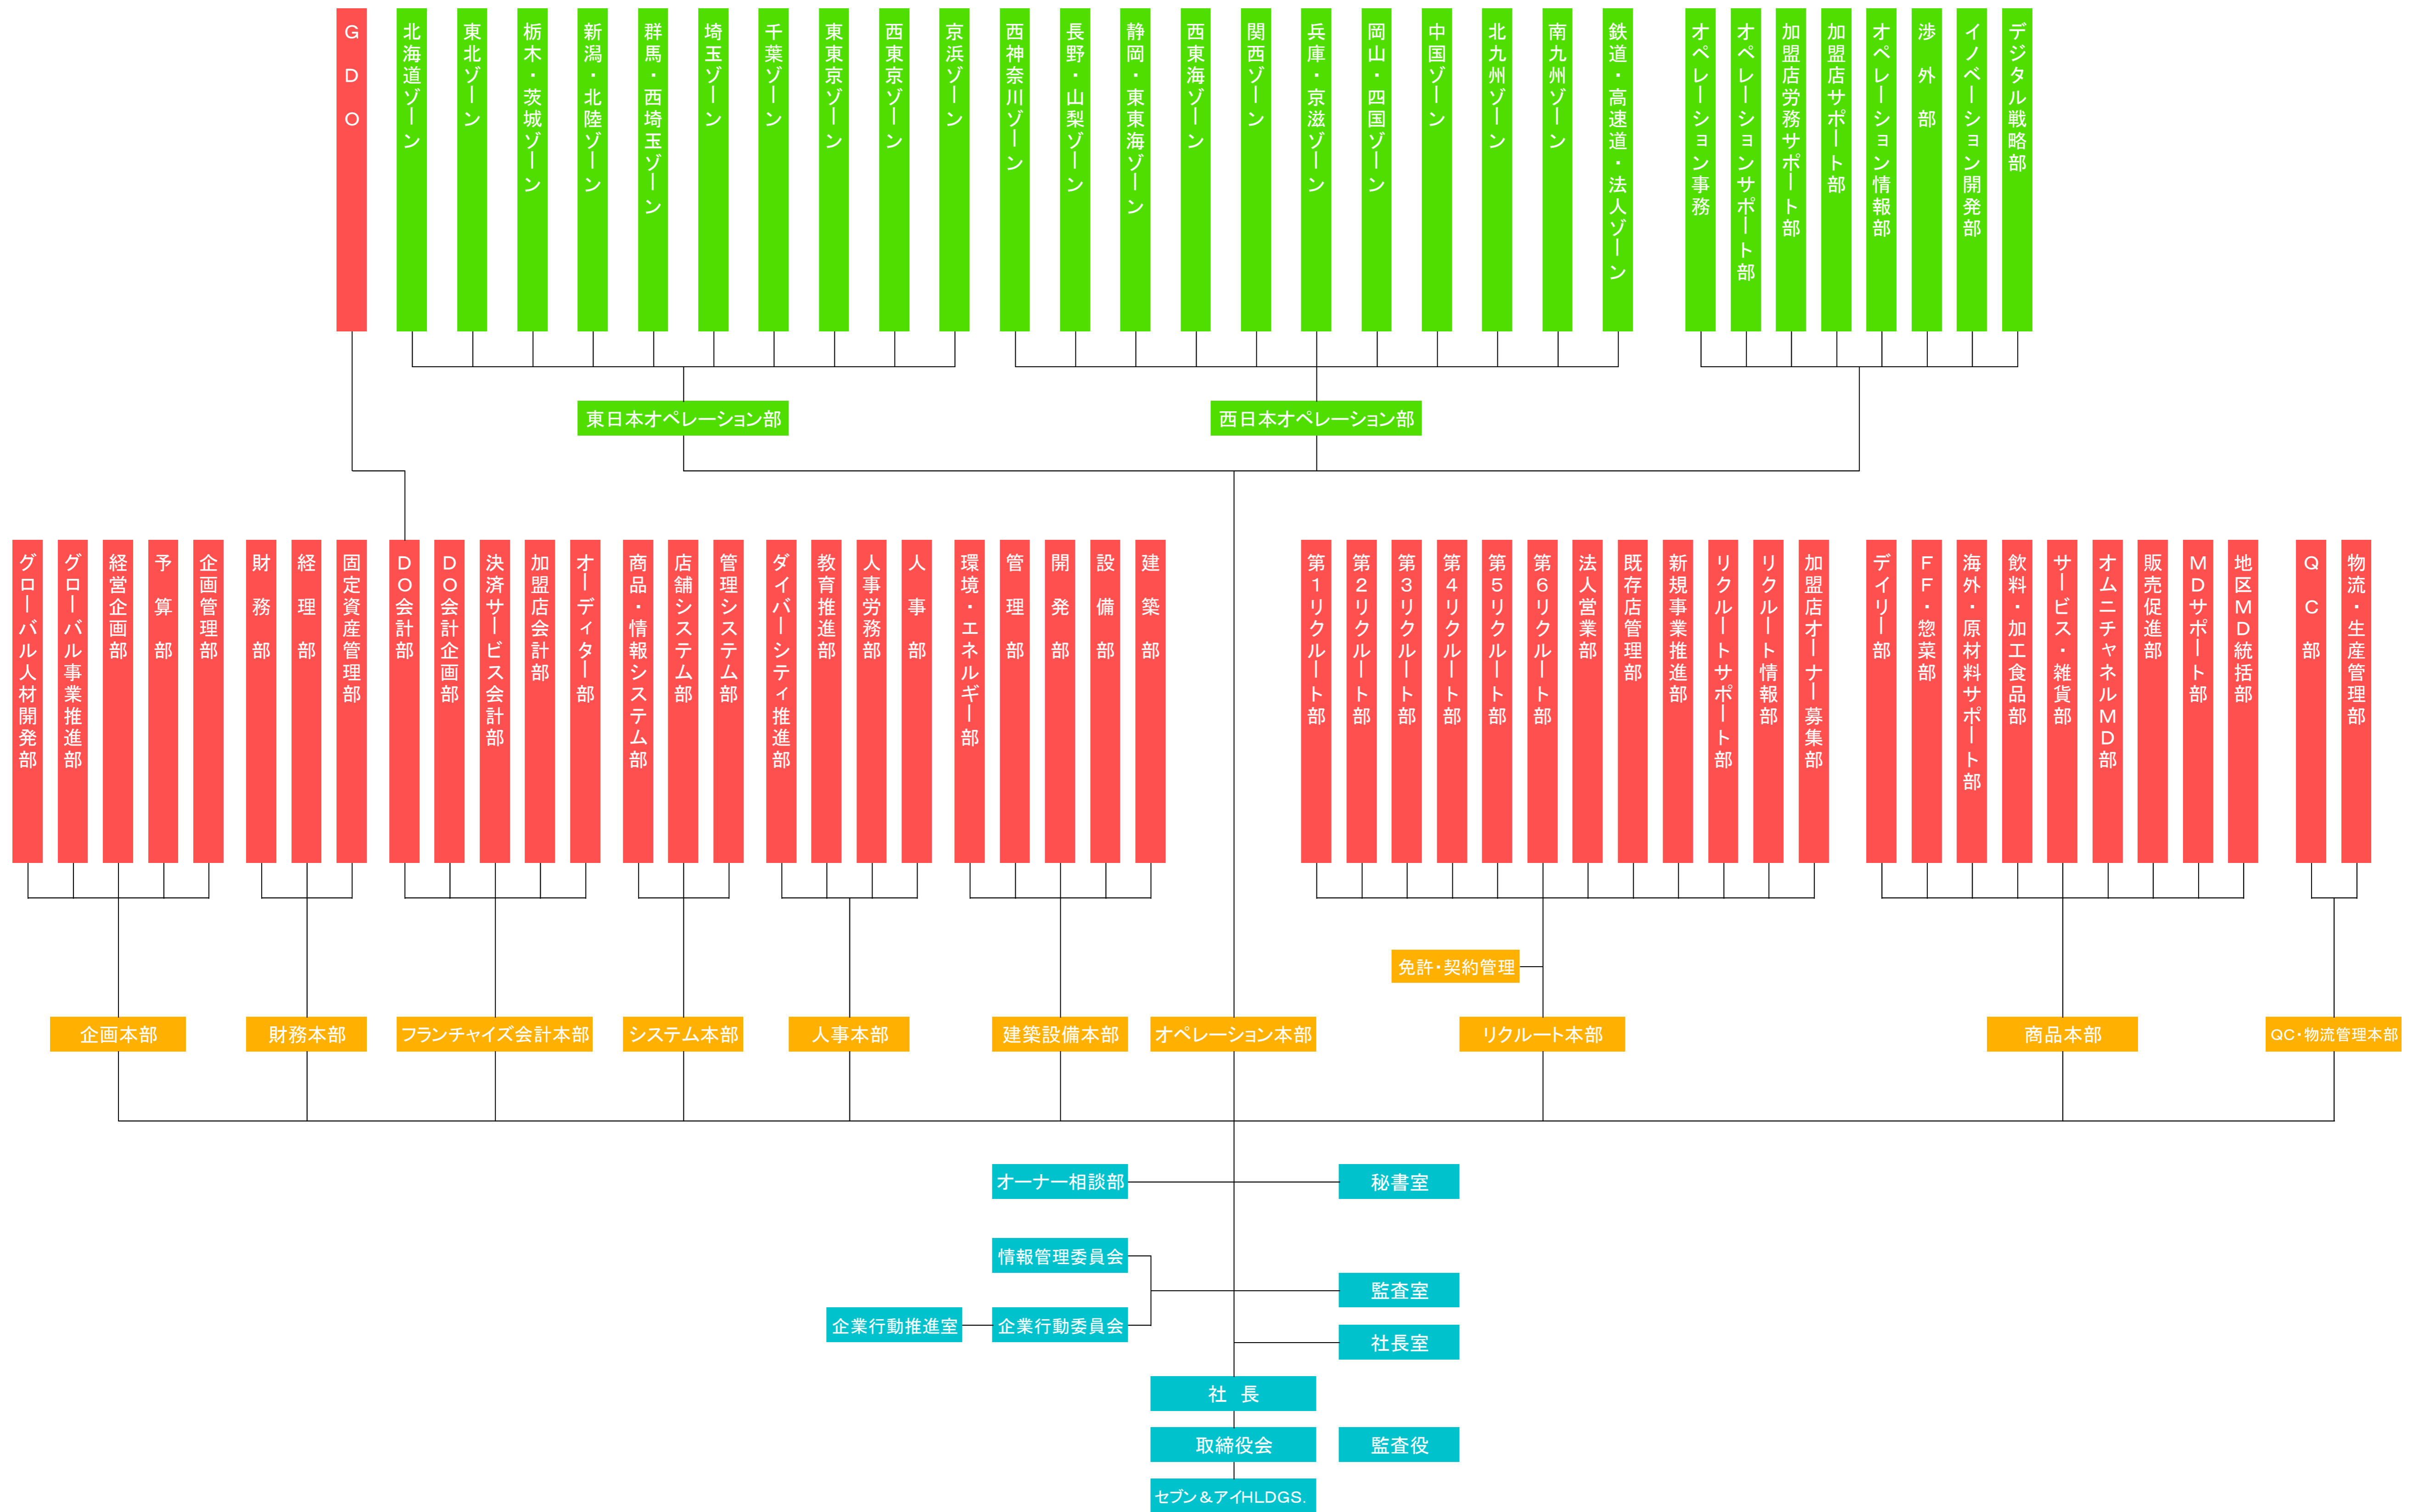 GDO
北海道ゾーン
東北ゾーン
栃木・茨城ゾーン
新潟・北陸ゾーン
群馬・西埼玉ゾーン
埼玉ゾーン
千葉ゾーン
東東京ゾーン
西東京ゾーン
京浜ゾーン
西神奈川ゾーン
長野・山梨ゾーン
静岡・東東海ゾーン
西東海ゾーン
関西ゾーン
兵庫・京滋ゾーン
岡山・四国ゾーン
中国ゾーン
北九州ゾーン
南九州ゾーン
鉄道・高速道・法人ゾーン
オペレーション事務
オペレーションサポート部
加盟店労務サポート部
加盟店サポート部
オペレーション情報部
渉外部
イノベーション開発部
デジタル戦略部
東日本オペレーション部
西日本オペレーション部
グローバル人材開発部
グローバル事業推進部
経営企画部
予算部
企画管理部
財務部
経理部
固定資産管理部
DO会計部
DO会計企画部
決済サービス会計部
加盟店会計部
オーディター部
商品・情報システム部
店舗システム部
管理システム部
ダイバーシティ推進部
教育推進部
人事労務部
人事部
環境・エネルギー部
管理部
開発部
設備部
建築部
第1リクルート部
第2リクルート部
第3リクルート部
第4リクルート部
第5リクルート部
第6リクルート部
法人営業部
既存店管理部
新規事業推進部
リクルートサポート部
リクルート情報部
加盟店オーナー募集部
デイリー部
FF・惣菜部
海外・原材料サポート部
飲料・加工食品部
サービス・雑貨部
オムニチャネルMD部
販売促進部
MDサポート部
地区MD統括部
QC部
物流・生産管理部
免許・契約管理
企画本部
財務本部
フランチャイズ会計本部
システム本部
人事本部
建築設備本部
オペレーション本部
リクルート本部
商品本部
QC・物流管理本部
オーナー相談部
秘書室
情報管理委員会
監査室
企業行動推進室
企業行動委員会
社長室
社 長
取締役会
監査役
セブン&アイHLDGS.